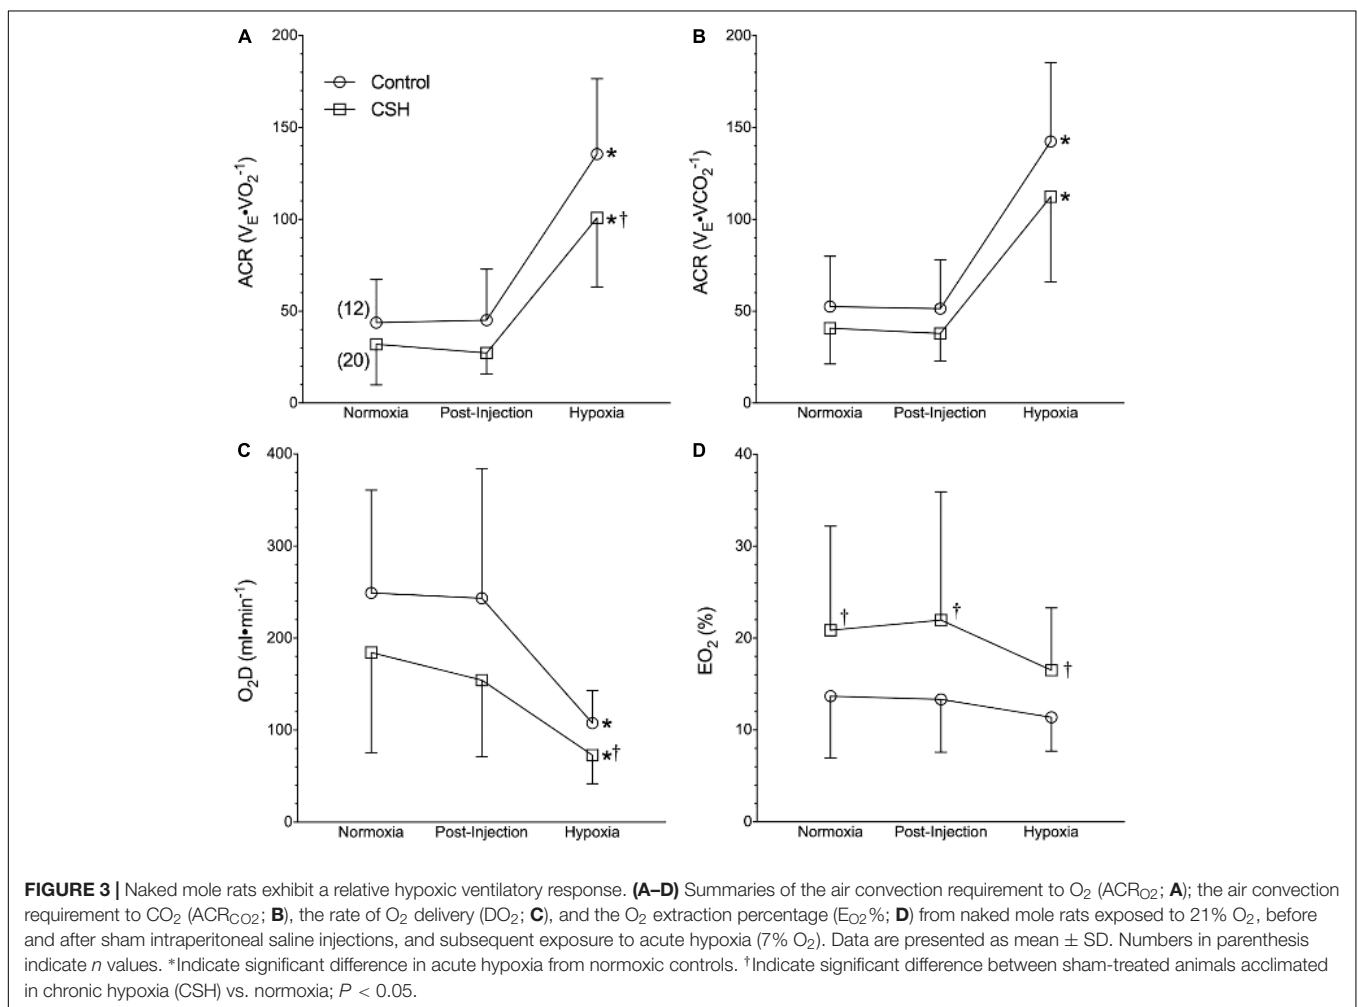 A
200
150
100
50
0
ACR (VE•VO2-1)
Control
CSH
(12)
(20)
*
*†
Normoxia Post-Injection Hypoxia
B
200
150
100
50
0
ACR (VE•VCO2-1)
*
*
Normoxia Post-Injection Hypoxia
C
400
300
200
100
0
O2D (ml•min-1)
*
*†
Normoxia Post-Injection Hypoxia
D
40
30
20
10
0
EO2 (%)
†
†
†
Normoxia Post-Injection Hypoxia
FIGURE 3 | Naked mole rats exhibit a relative hypoxic ventilatory response. (A–D) Summaries of the air convection requirement to O2 (ACRO2; A); the air convection
requirement to CO2 (ACRCO2; B), the rate of O2 delivery (DO2; C), and the O2 extraction percentage (EO2%; D) from naked mole rats exposed to 21% O2, before
and after sham intraperitoneal saline injections, and subsequent exposure to acute hypoxia (7% O2). Data are presented as mean ± SD. Numbers in parenthesis
indicate n values. *Indicate significant difference in acute hypoxia from normoxic controls. †Indicate significant difference between sham-treated animals acclimated
in chronic hypoxia (CSH) vs. normoxia; P < 0.05.